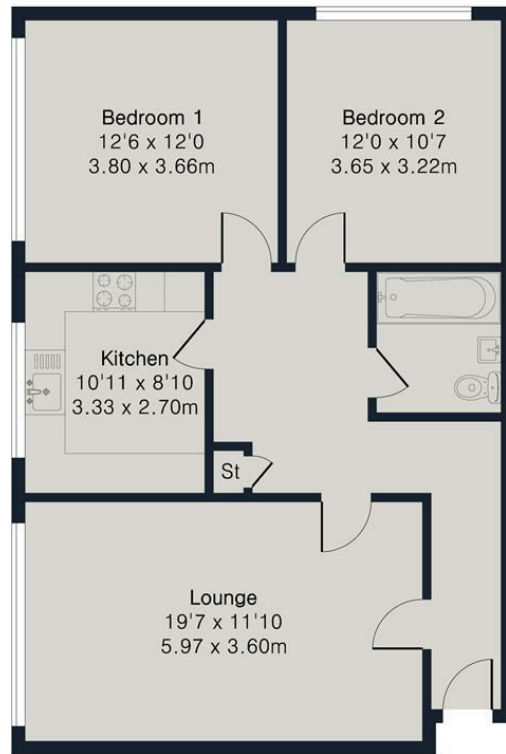 Bedroom 1
12'6 x 12'0
3.80 x 3.66m
Bedroom 2
12'0 x 10'7
3.65 x 3.22m
Kitchen
10'11 x 8'10
3.33 x 2.70m
St
Lounge
19'7 x 11'10
5.97 x 3.60m